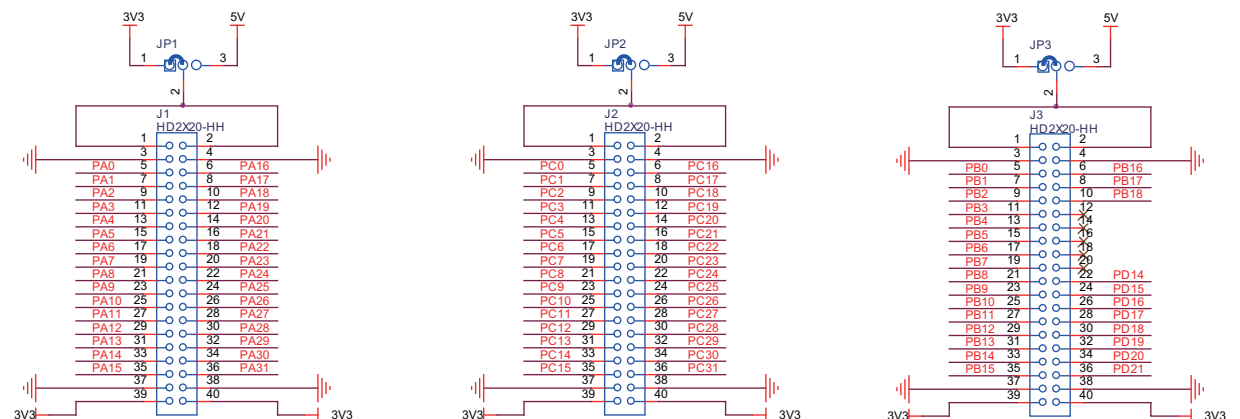 3V3 5V
JP1
1 3
2
J1
HD2X20-HH
1 2
3 4
PA0 5 6 PA16
PA1 7 8 PA17
PA2 9 10 PA18
PA3 11 12 PA19
PA4 13 14 PA20
PA5 15 16 PA21
PA6 17 18 PA22
PA7 19 20 PA23
PA8 21 22 PA24
PA9 23 24 PA25
PA10 25 26 PA26
PA11 27 28 PA27
PA12 29 30 PA28
PA13 31 32 PA29
PA14 33 34 PA30
PA15 35 36 PA31
37 38
39 40
3V3 3V3
3V3 5V
JP2
1 3
2
J2
HD2X20-HH
1 2
3 4
PC0 5 6 PC16
PC1 7 8 PC17
PC2 9 10 PC18
PC3 11 12 PC19
PC4 13 14 PC20
PC5 15 16 PC21
PC6 17 18 PC22
PC7 19 20 PC23
PC8 21 22 PC24
PC9 23 24 PC25
PC10 25 26 PC26
PC11 27 28 PC27
PC12 29 30 PC28
PC13 31 32 PC29
PC14 33 34 PC30
PC15 35 36 PC31
37 38
39 40
3V3 3V3
3V3 5V
JP3
1 3
2
J3
HD2X20-HH
1 2
3 4
PB0 5 6 PB16
PB1 7 8 PB17
PB2 9 10 PB18
PB3 11 12
PB4 13 14
PB5 15 16
PB6 17 18
PB7 19 20
PB8 21 22 PD14
PB9 23 24 PD15
PB10 25 26 PD16
PB11 27 28 PD17
PB12 29 30 PD18
PB13 31 32 PD19
PB14 33 34 PD20
PB15 35 36 PD21
37 38
39 40
3V3 3V3